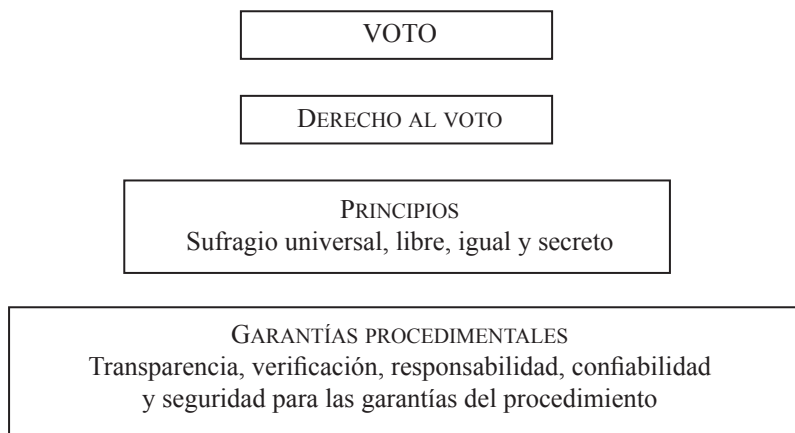 VOTO
DERECHO AL VOTO
PRINCIPIOS
Sufragio universal, libre, igual y secreto
GARANTÍAS PROCEDIMENTALES
Transparencia, verificación, responsabilidad, confiabilidad
y seguridad para las garantías del procedimiento